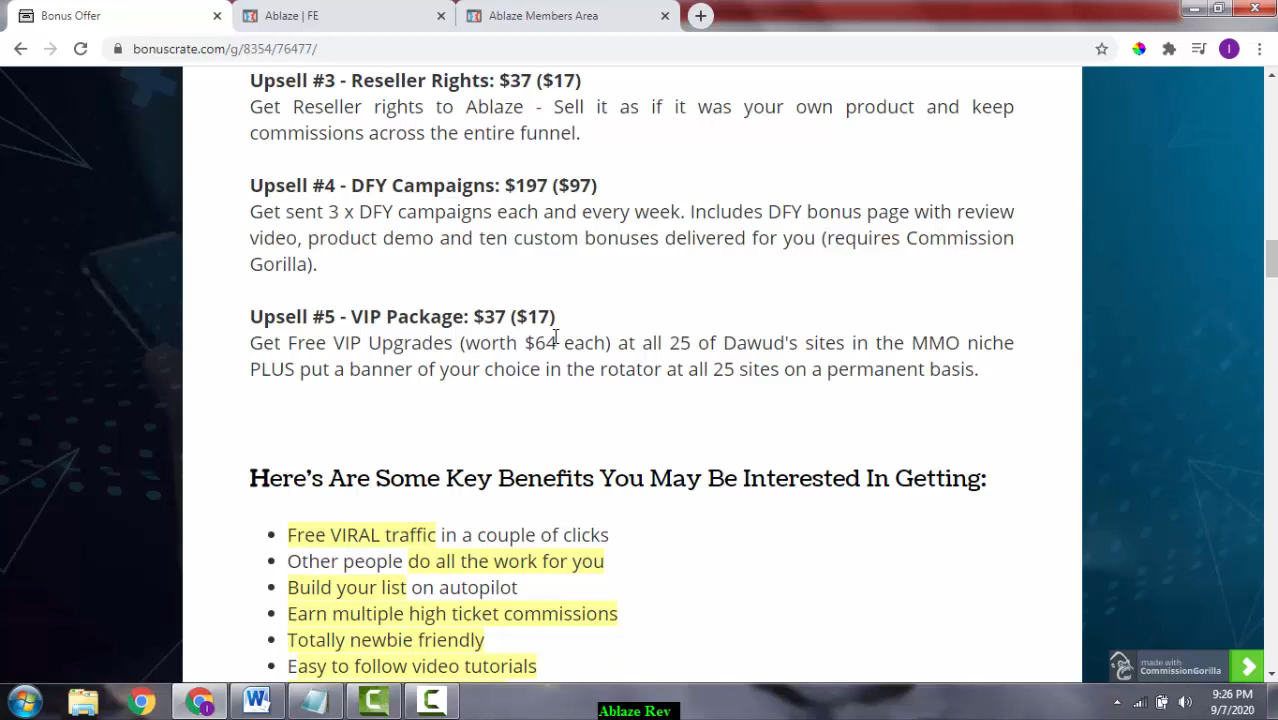 Bonus Offer
Ablaze | FE
Ablaze Members Area
bonuscrate.com/g/8354/76477/
I
Upsell #3 - Reseller Rights: $37 ($17)
Get Reseller rights to Ablaze - Sell it as if it was your own product and keep
commissions across the entire funnel.
Upsell #4 - DFY Campaigns: $197 ($97)
Get sent 3 x DFY campaigns each and every week. Includes DFY bonus page with review
video, product demo and ten custom bonuses delivered for you (requires Commission
Gorilla).
Upsell #5 - VIP Package: $37 ($17)
Get Free VIP Upgrades (worth $64 each) at all 25 of Dawud's sites in the MMO niche
PLUS put a banner of your choice in the rotator at all 25 sites on a permanent basis.
Here's Are Some Key Benefits You May Be Interested In Getting:
Free VIRAL traffic in a couple of clicks
Other people do all the work for you
Build your list on autopilot
Earn multiple high ticket commissions
Totally newbie friendly
Easy to follow video tutorials
made with
CommissionGorilla
9:26 PM
9/7/2020
Ablaze Rev